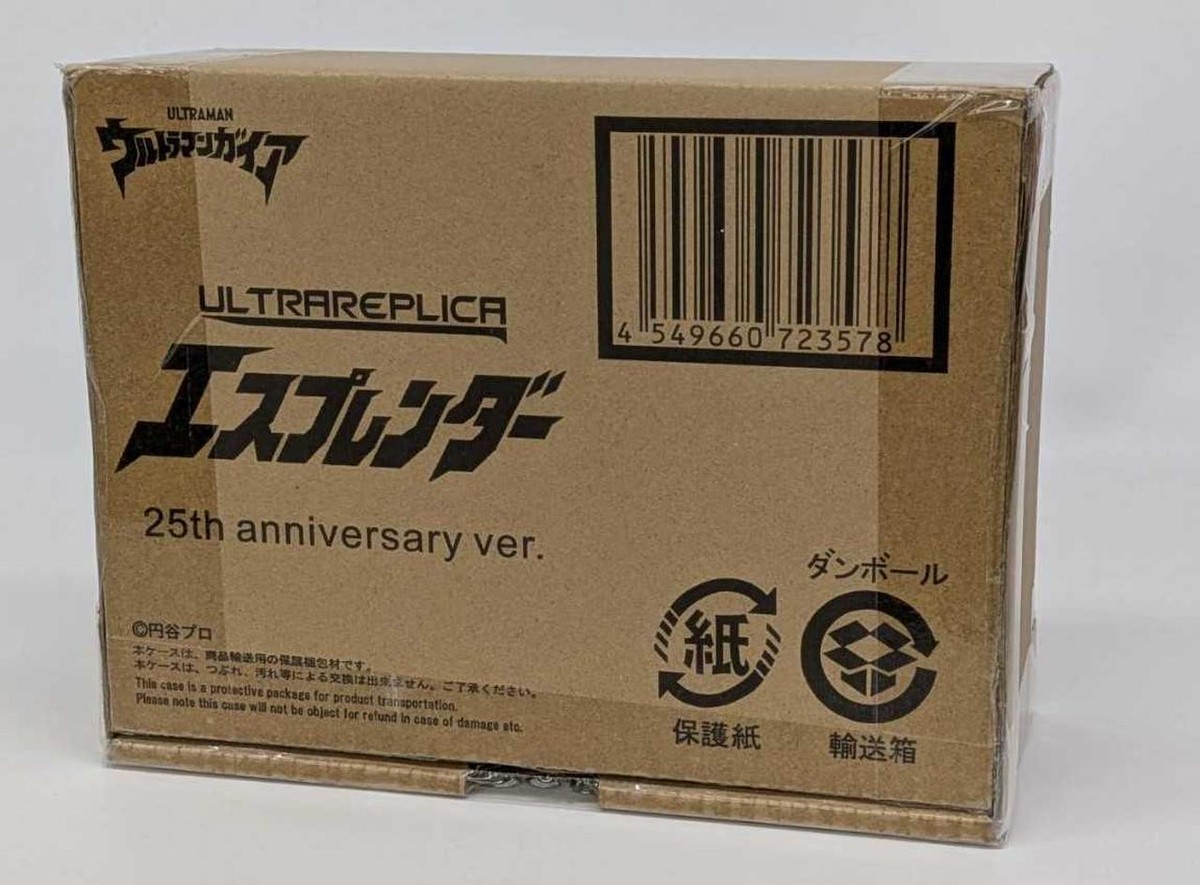 ULTRAMAN
ウルトラマンガイア
ULTRAREPLICA
エスプレンダー
25th anniversary ver.
4 549660 723578
©円谷プロ
本ケースは、商品輸送用の保護梱包材です。
本ケースは、つぶれ、汚れ等による交換は出来ません。ご了承ください。
This case is a protective package for product transportation.
Please note this case will not be object for refund in case of damage etc.
紙
保護紙
ダンボール
輸送箱